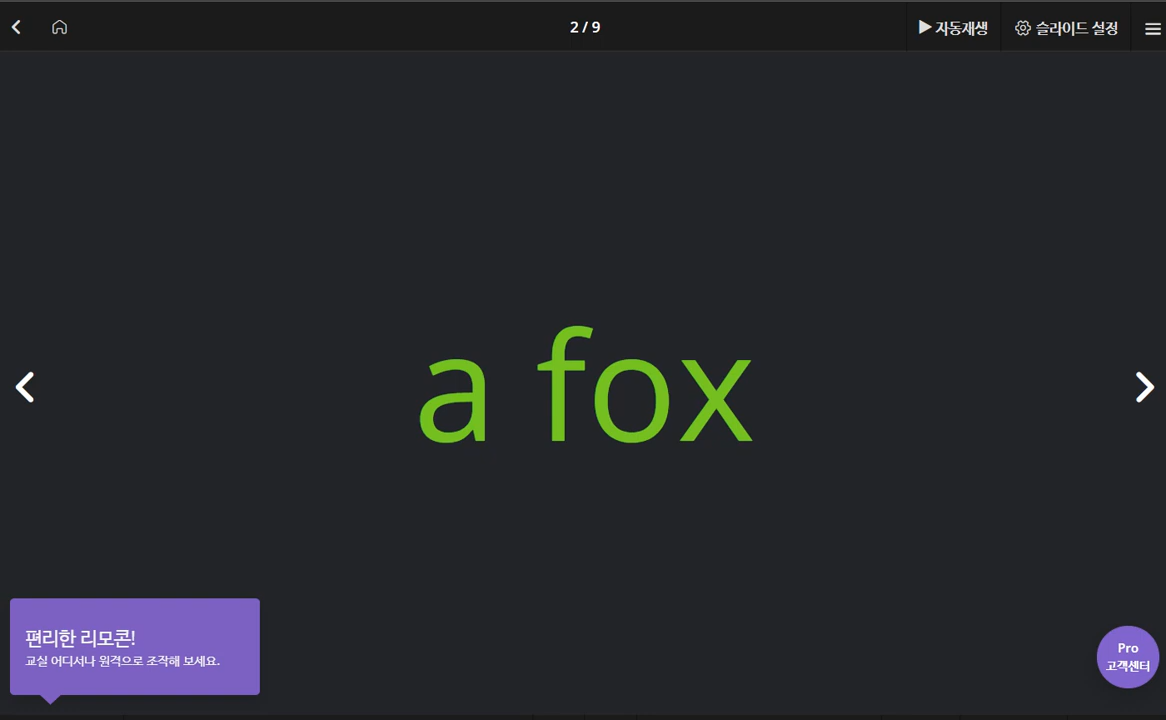 2 / 9
자동재생
슬라이드 설정
a fox
편리한 리모콘!
교실 어디서나 원격으로 조작해 보세요.
Pro
고객센터